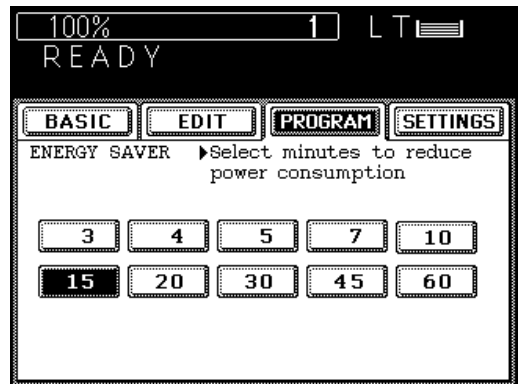 100% 1 LT
READY
BASIC EDIT PROGRAM SETTINGS
ENERGY SAVER ▶Select minutes to reduce
power consumption
3 4 5 7 10
15 20 30 45 60